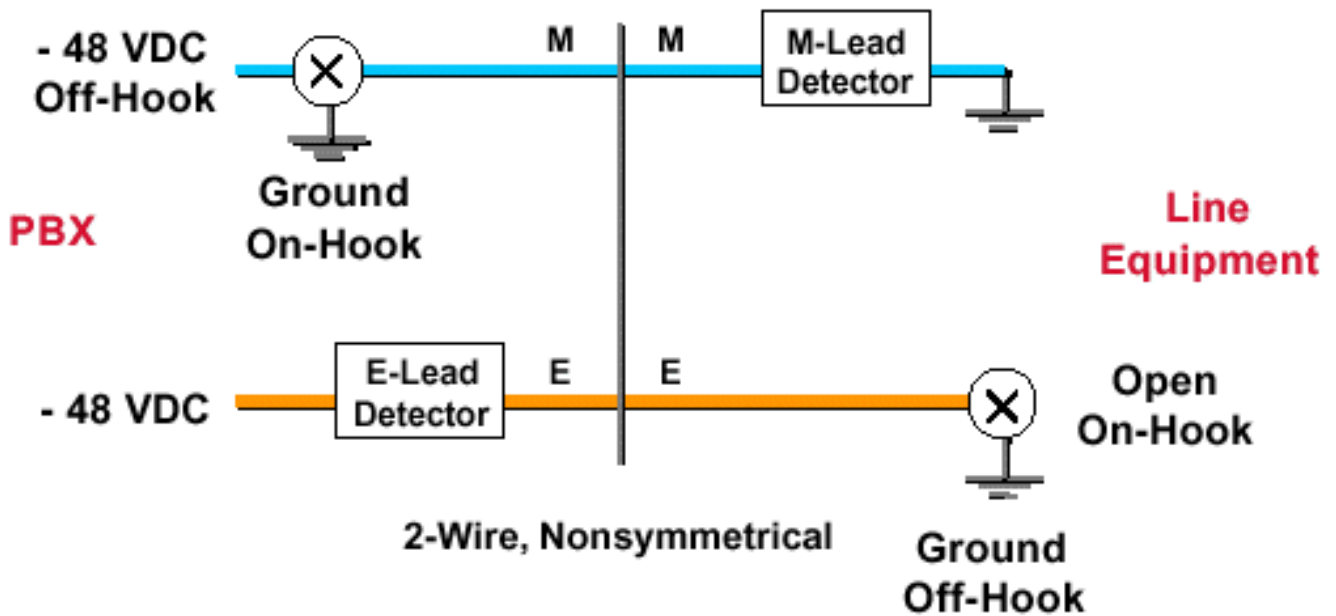 - 48 VDC
Off-Hook
M
M
M-Lead
Detector
Ground
On-Hook
PBX
Line
Equipment
- 48 VDC
E-Lead
Detector
E
E
Open
On-Hook
2-Wire, Nonsymmetrical
Ground
Off-Hook